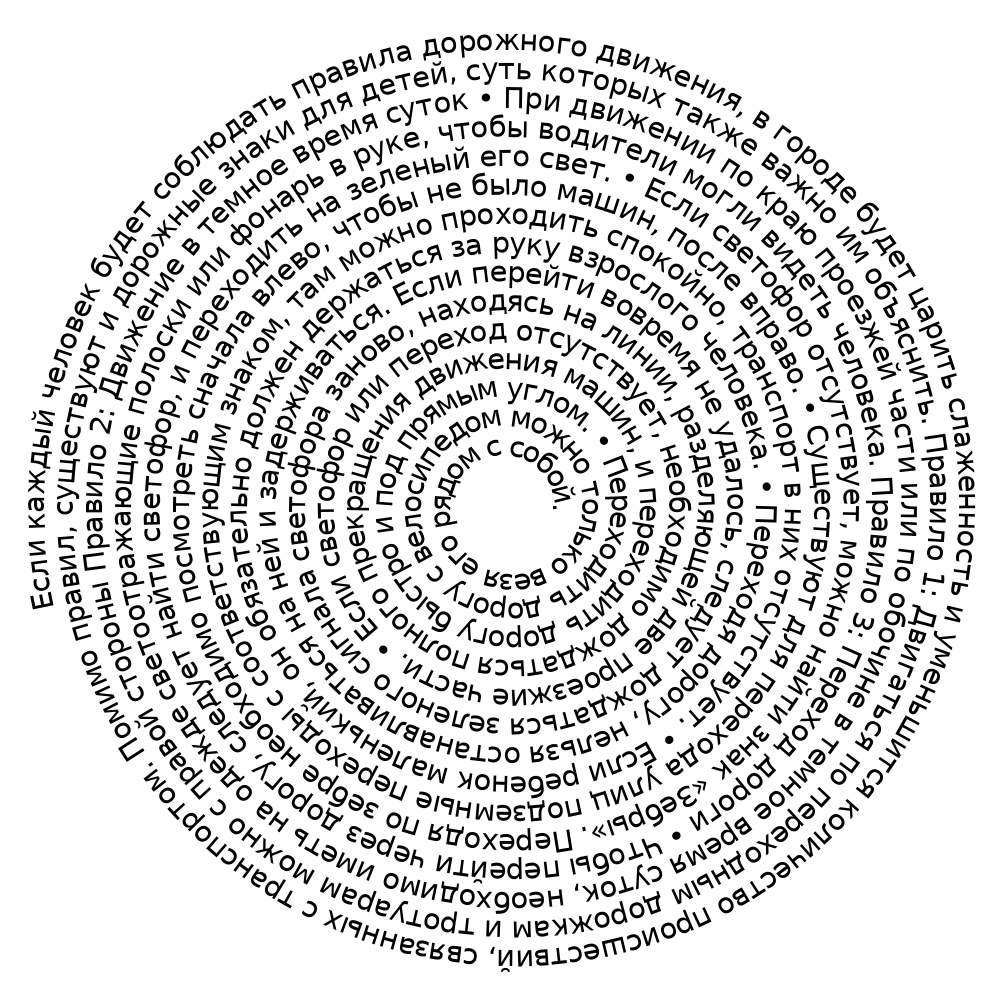 Если каждый человек будет соблюдать правила дорожного движения, в городе будет царить слаженность и уменьшится количество происшествий, связанных с транспортом. Помимо правил, существуют и дорожные знаки для детей, суть которых также важно им объяснить. Правило 1: Двигаться по переходным дорожкам и тротуарам можно с правой стороны Правило 2: Движение в темное время суток • При движении по краю проезжей части или по обочине в темное время суток, необходимо иметь на одежде светоотражающие полоски или фонарь в руке, чтобы водители могли видеть человека. Правило 3: Переход дороги • Чтобы перейти через дорогу, следует найти светофор, и переходить на зеленый его свет. • Если светофор отсутствует, можно найти знак «Зебры». Переходя по зебре необходимо посмотреть сначала влево, чтобы не было машин, после вправо. • Существуют для перехода улиц подземные переходы с соответствующим знаком, там можно проходить спокойно, транспорт в них отсутствует. • Если ребенок маленький, он обязательно должен держаться за руку взрослого человека. • Переходя дорогу, нельзя останавливаться на ней и задерживаться. Если перейти вовремя не удалось, следует дождаться зеленого сигнала светофора заново, находясь на линии, разделяющей две проезжие части. • Если светофор или переход отсутствует, необходимо дождаться полного прекращения движения машин, и переходить дорогу быстро и под прямым углом. • Переходить дорогу с велосипедом можно только везя его рядом с собой.